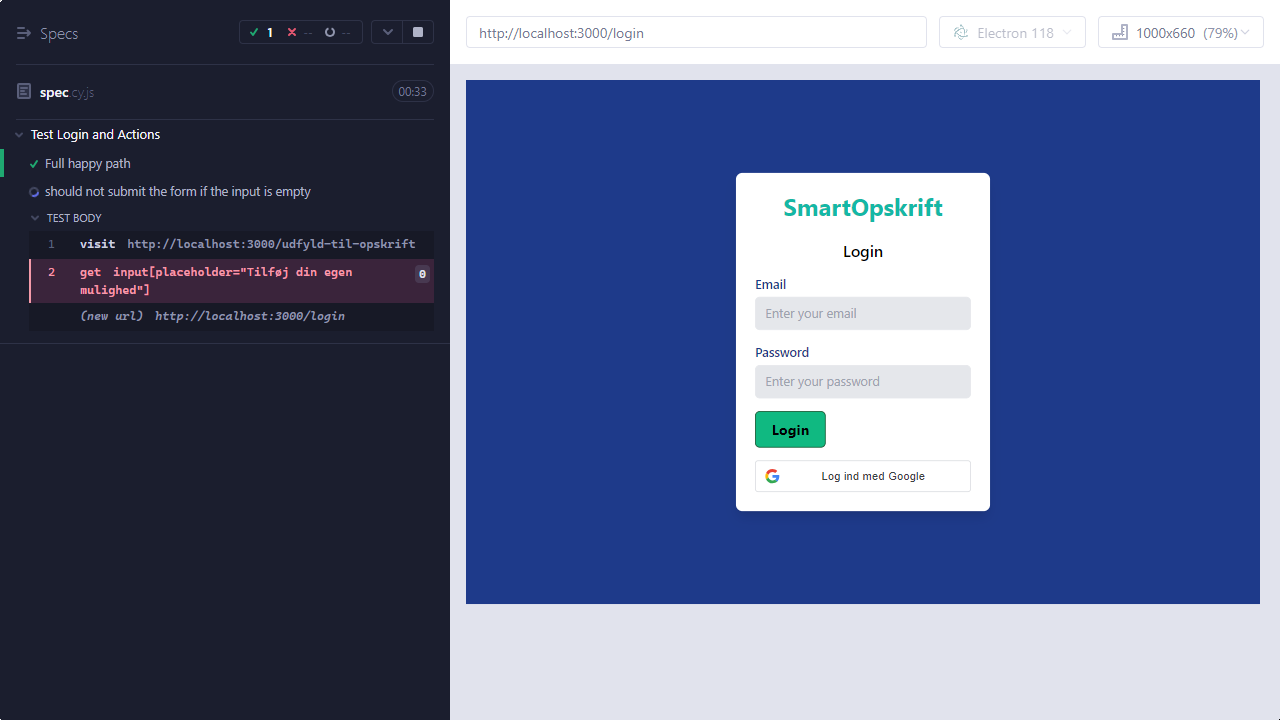 Specs
1 -- --
spec.cy.js
00:33
Test Login and Actions
Full happy path
should not submit the form if the input is empty
TEST BODY
1 visit http://localhost:3000/udfyld-til-opskrift
2 get input[placeholder="Tilføj din egen
mulighed"]
0
(new url) http://localhost:3000/login
http://localhost:3000/login
Electron 118
1000x660 (79%)
SmartOpskrift
Login
Email
Enter your email
Password
Enter your password
Login
Log ind med Google